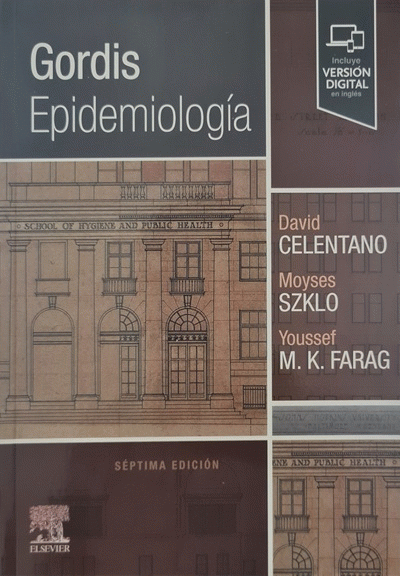 Gordis
Epidemiología
Incluye
VERSIÓN
DIGITAL
en inglés
SCHOOL OF HYGIENE AND PUBLIC HEALTH
David
CELENTANO
Moyses
SZKLO
Youssef
M. K. FARAG
SÉPTIMA EDICIÓN
ELSEVIER
ENE AND PUBLIC HEALTH